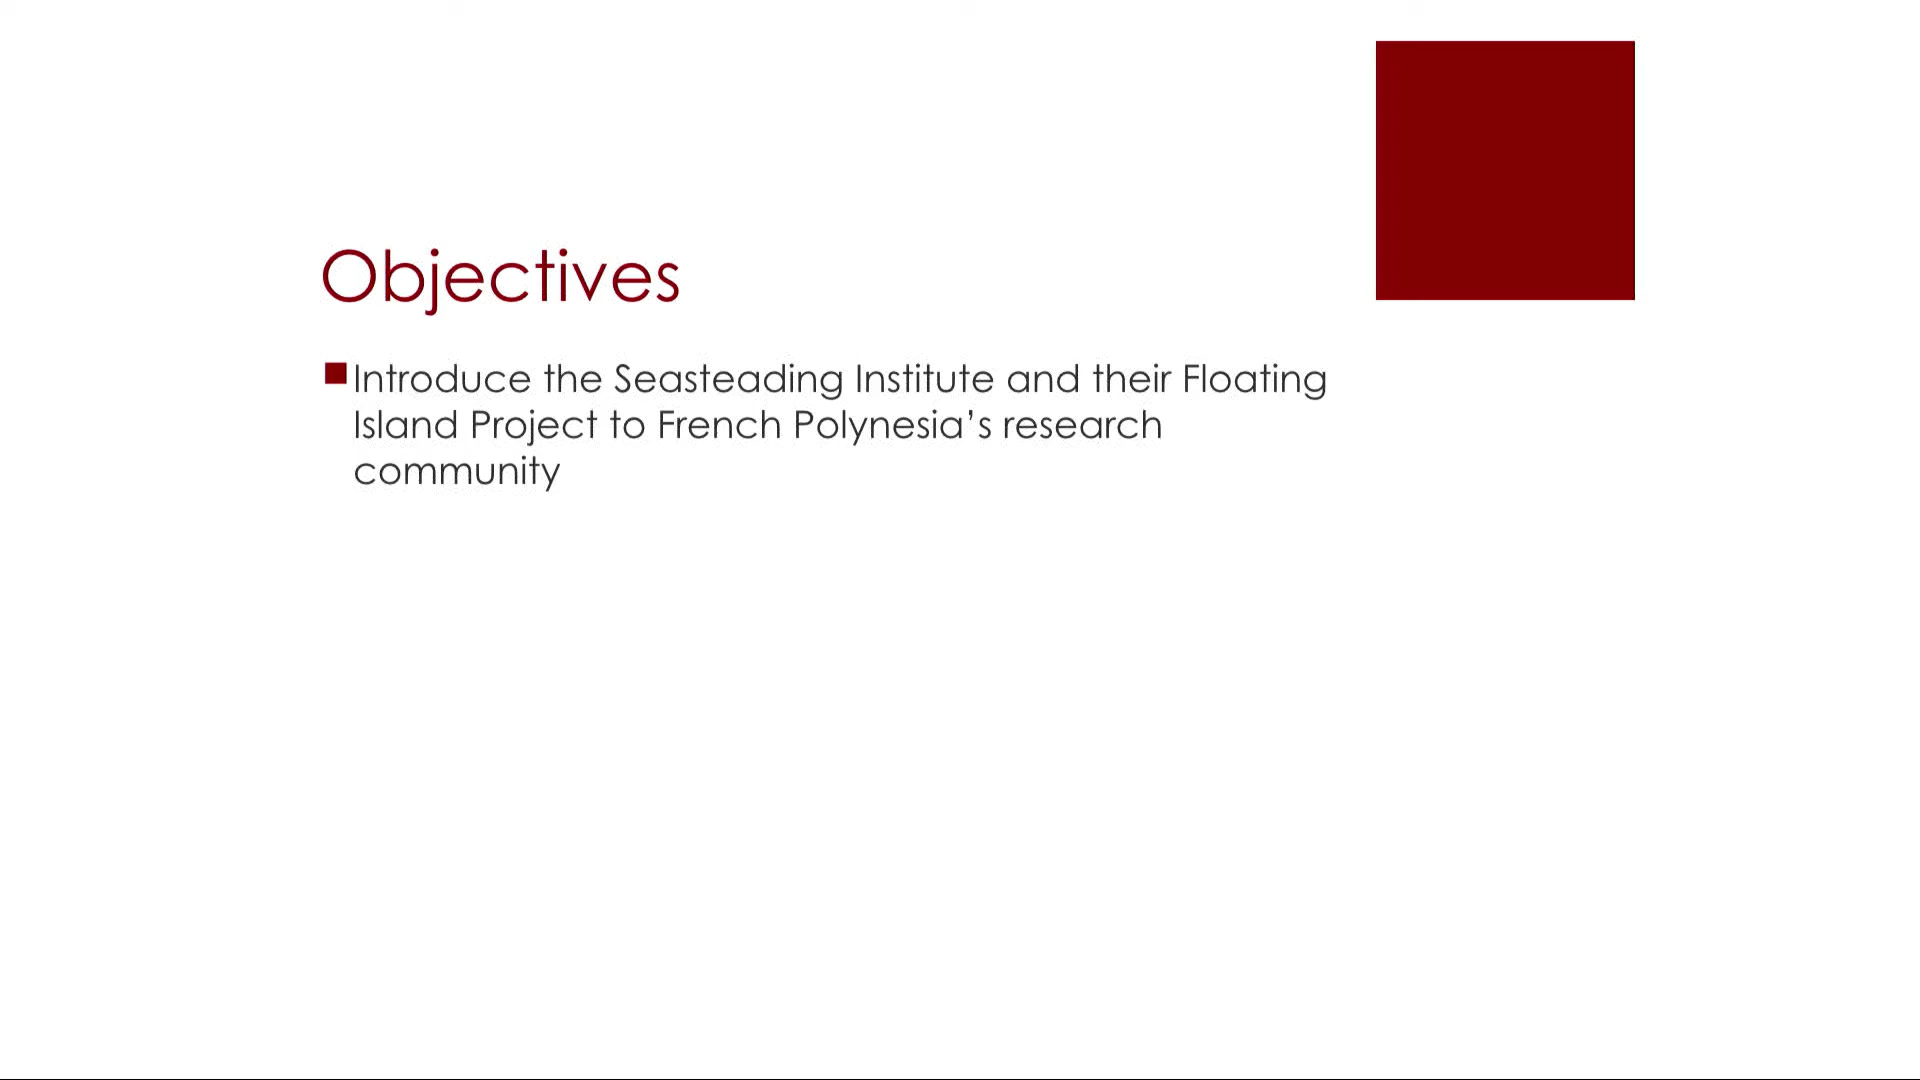 Objectives
Introduce the Seasteading Institute and their Floating
Island Project to French Polynesia’s research
community